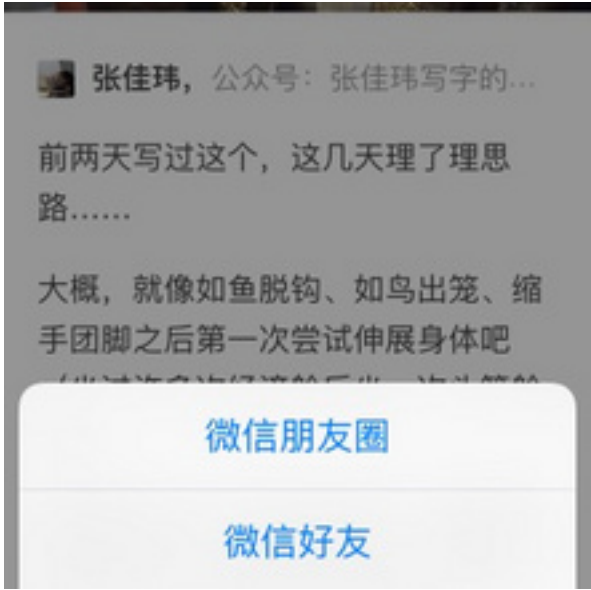 张佳玮，公众号：张佳玮写字的...
前两天写过这个，这几天理了理思
路......
大概，就像如鱼脱钩、如鸟出笼、缩
手团脚之后第一次尝试伸展身体吧
微信朋友圈
微信好友